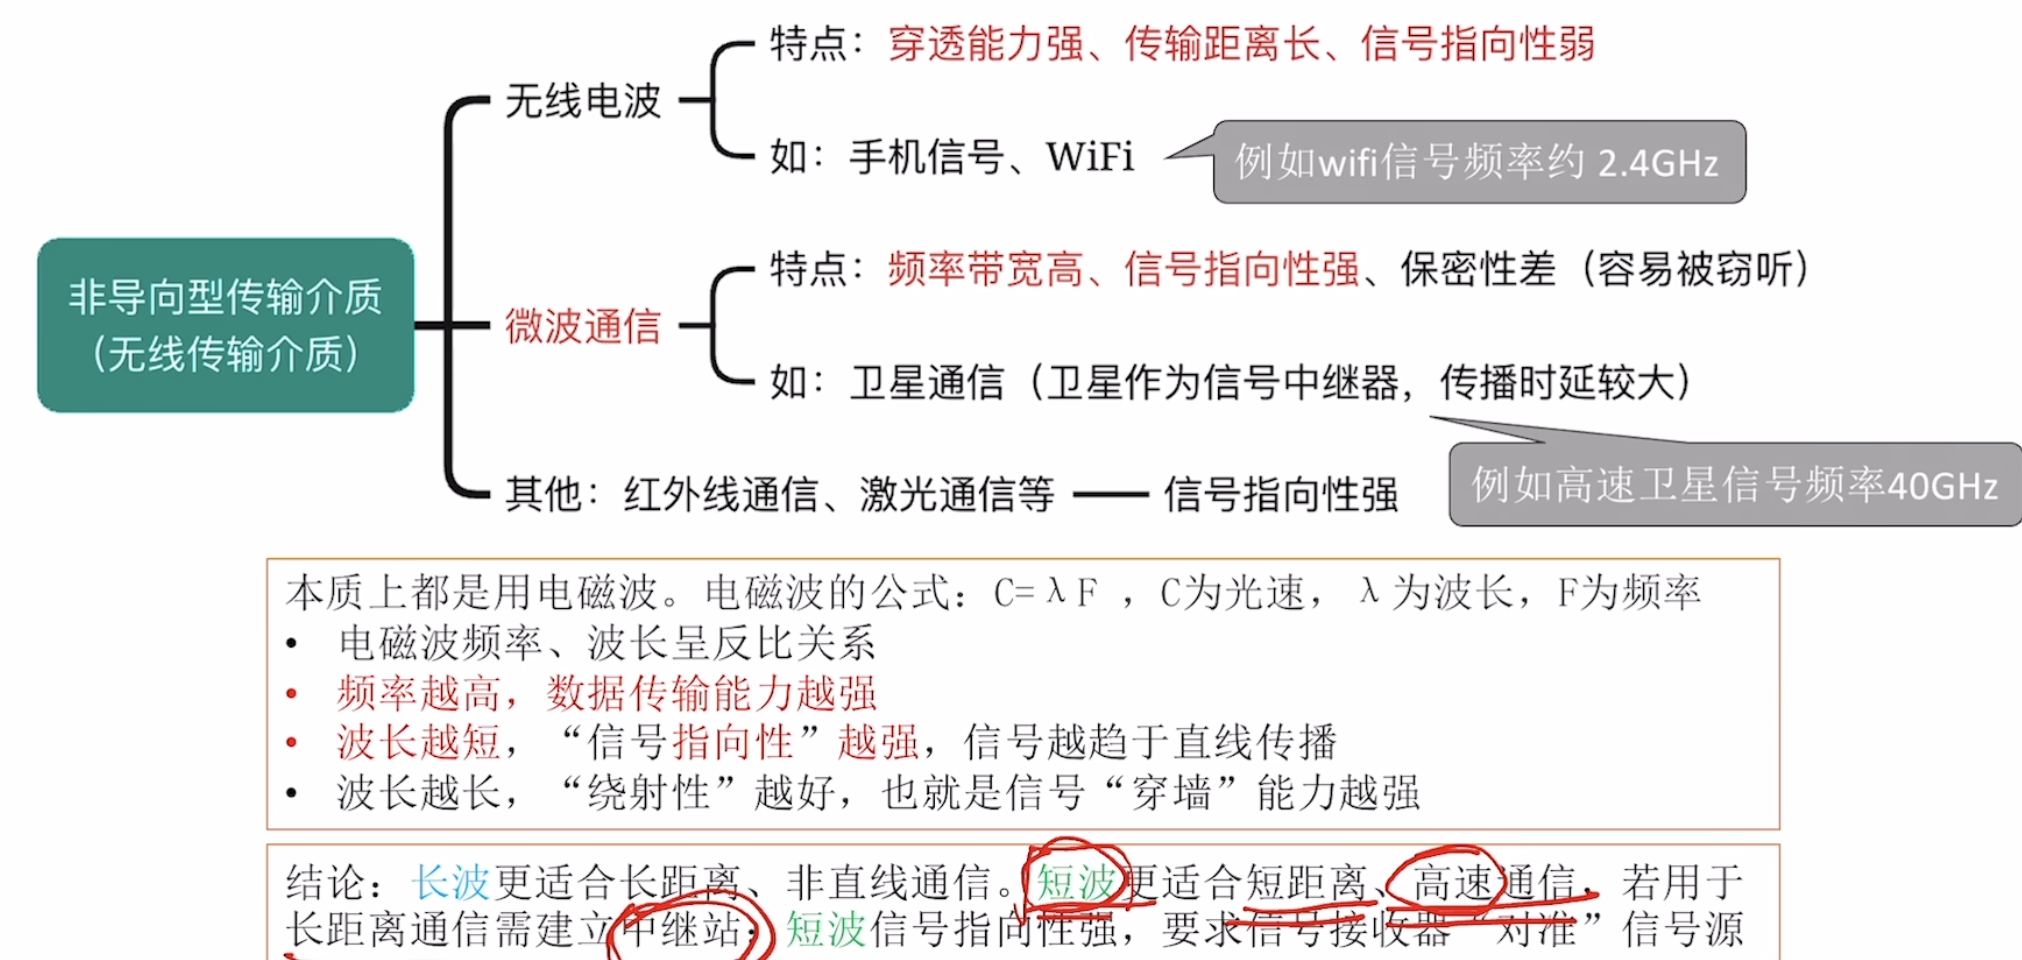 特点：穿透能力强、传输距离长、信号指向性弱
无线电波
如：手机信号、WiFi
例如wifi信号频率约 2.4GHz
非导向型传输介质
（无线传输介质）
特点：频率带宽高、信号指向性强、保密性差（容易被窃听）
微波通信
如：卫星通信（卫星作为信号中继器，传播时延较大）
例如高速卫星信号频率40GHz
其他：红外线通信、激光通信等
信号指向性强
本质上都是用电磁波。电磁波的公式：C=λF ，C为光速，λ为波长，F为频率
• 电磁波频率、波长呈反比关系
• 频率越高，数据传输能力越强
• 波长越短，“信号指向性”越强，信号越趋于直线传播
• 波长越长，“绕射性”越好，也就是信号“穿墙”能力越强
结论：长波更适合长距离、非直线通信。短波更适合短距离、高速通信，若用于
长距离通信需建立中继站；短波信号指向性强，要求信号接收器“对准”信号源